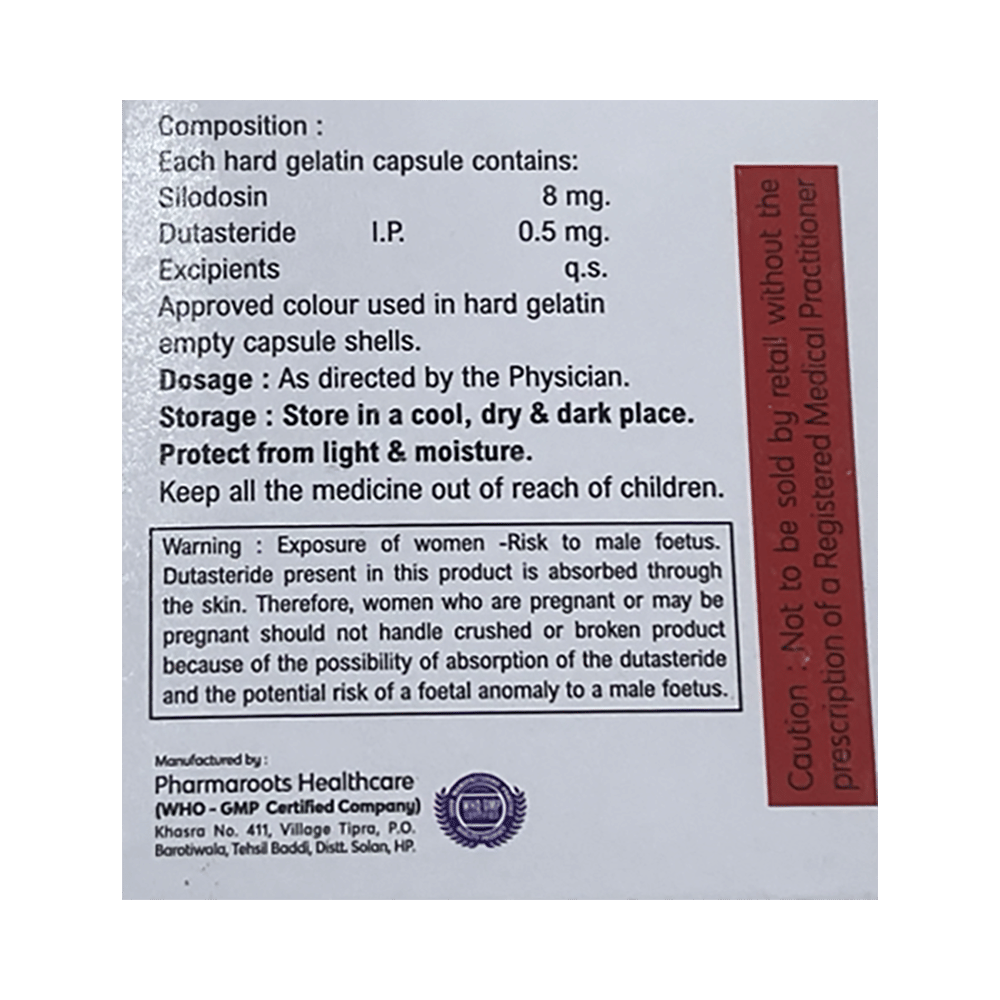 Composition :
Each hard gelatin capsule contains:
Silodosin 8 mg.
Dutasteride I.P. 0.5 mg.
Excipients q.s.
Approved colour used in hard gelatin
empty capsule shells.
Dosage : As directed by the Physician.
Storage : Store in a cool, dry & dark place.
Protect from light & moisture.
Keep all the medicine out of reach of children.
Warning : Exposure of women -Risk to male foetus.
Dutasteride present in this product is absorbed through
the skin. Therefore, women who are pregnant or may be
pregnant should not handle crushed or broken product
because of the possibility of absorption of the dutasteride
and the potential risk of a foetal anomaly to a male foetus.
Manufactured by :
Pharmaroots Healthcare
(WHO - GMP Certified Company)
Khasra No. 411, Village Tipra, P.O.
Barotiwala, Tehsil Baddi, Distt. Solan, HP.
WHO GMP
Caution : Not to be sold by retail without the
prescription of a Registered Medical Practitioner